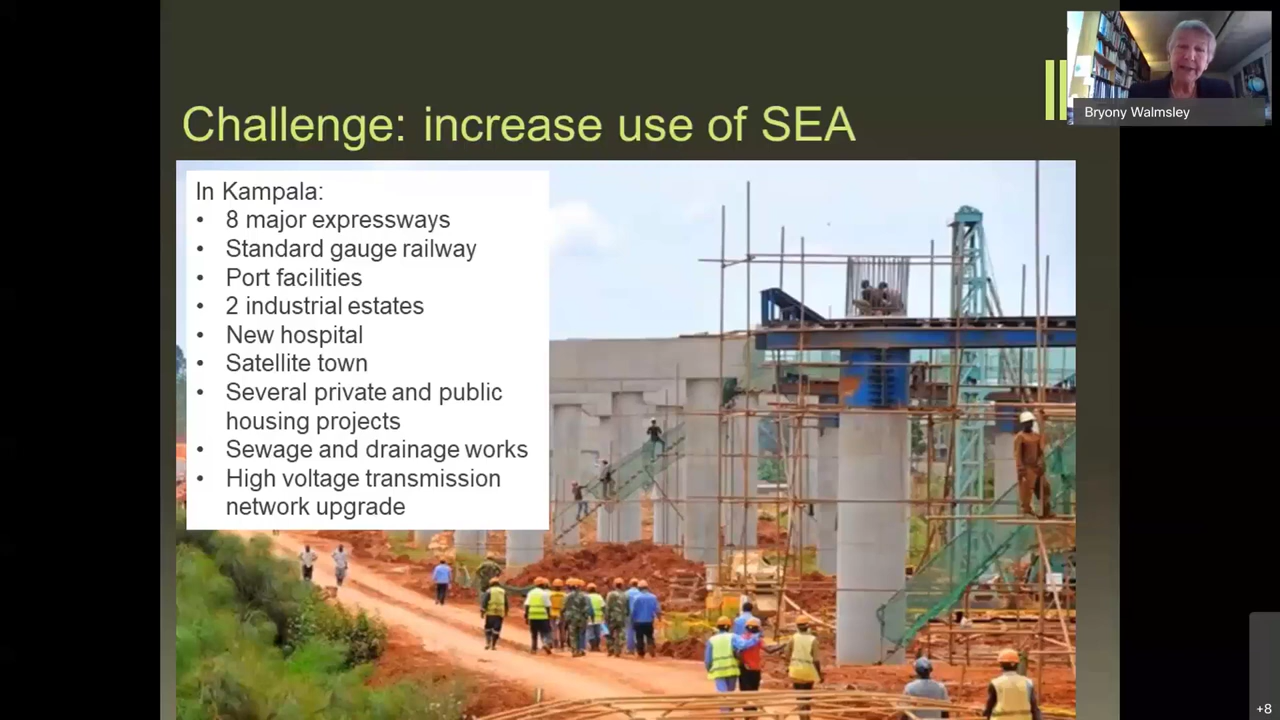 Challenge: increase use of SEA
Bryony Walmsley
In Kampala:
• 8 major expressways
• Standard gauge railway
• Port facilities
• 2 industrial estates
• New hospital
• Satellite town
• Several private and public
housing projects
• Sewage and drainage works
• High voltage transmission
network upgrade
+8